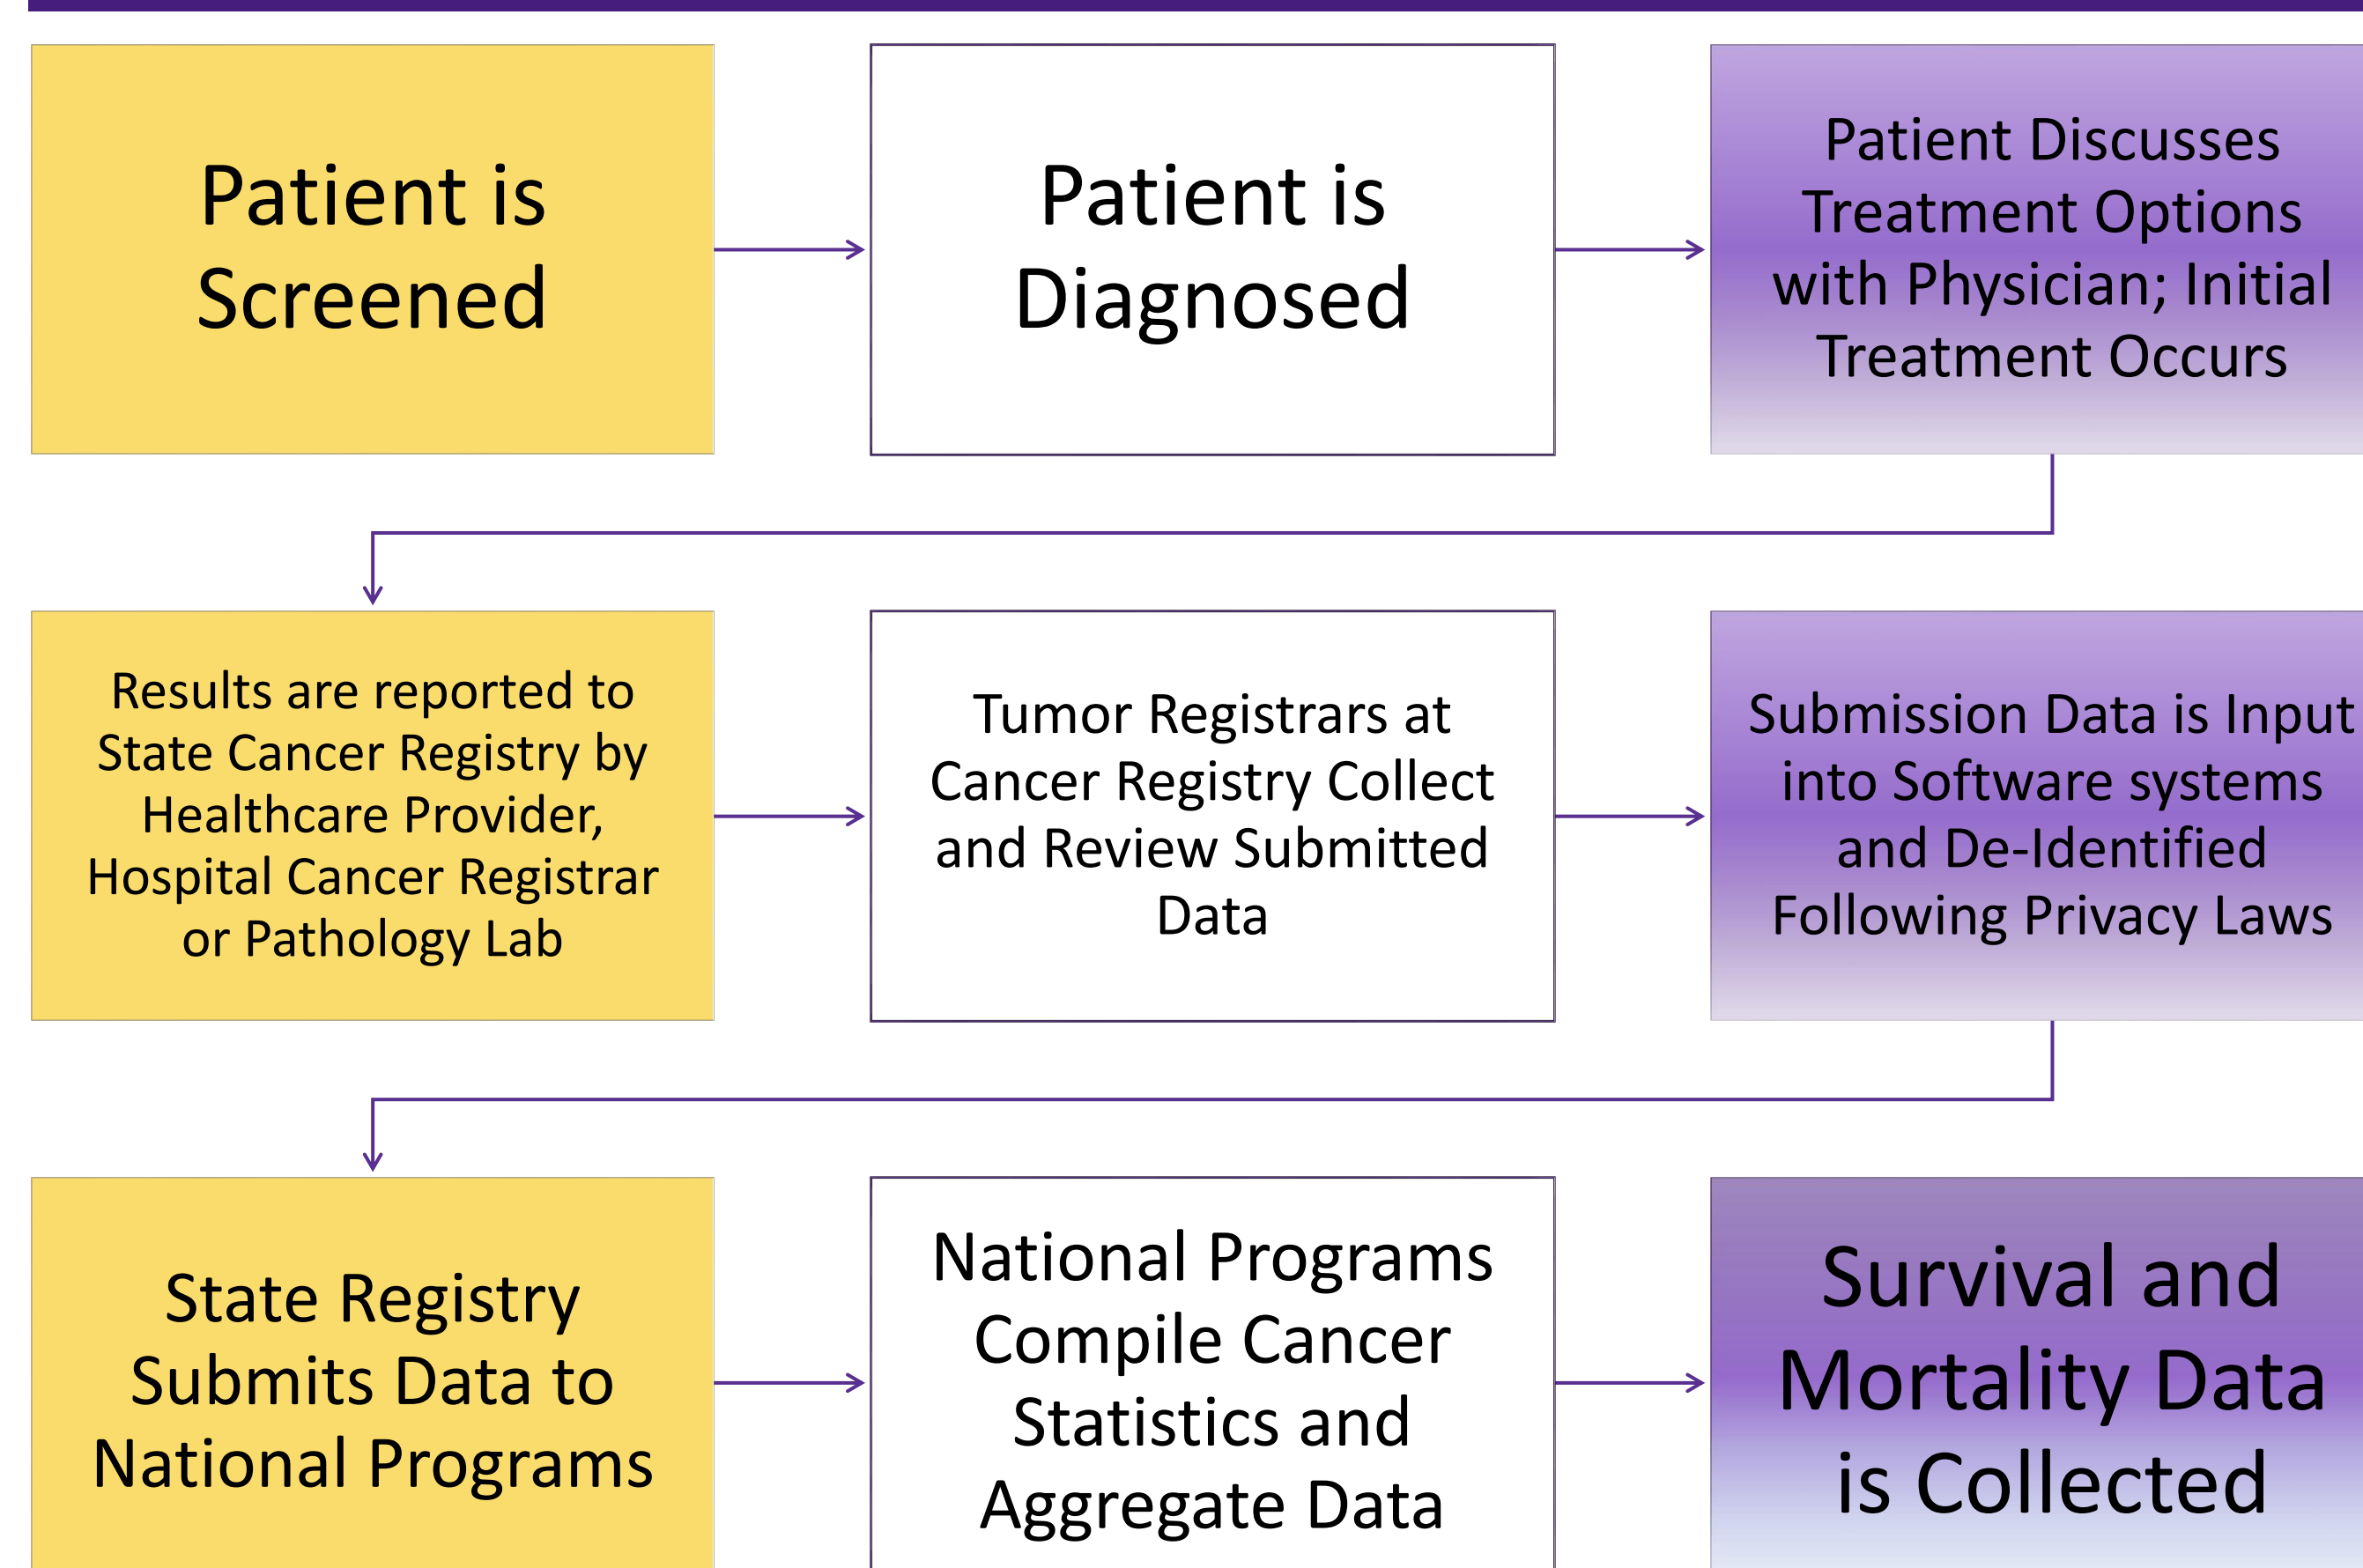 Patient is
Screened
Patient is
Diagnosed
Patient Discusses
Treatment Options
with Physician; Initial
Treatment Occurs
Results are reported to
State Cancer Registry by
Healthcare Provider,
Hospital Cancer Registrar
or Pathology Lab
Tumor Registrars at
Cancer Registry Collect
and Review Submitted
Data
Submission Data is Input
into Software systems
and De-Identified
Following Privacy Laws
State Registry
Submits Data to
National Programs
National Programs
Compile Cancer
Statistics and
Aggregate Data
Survival and
Mortality Data
is Collected